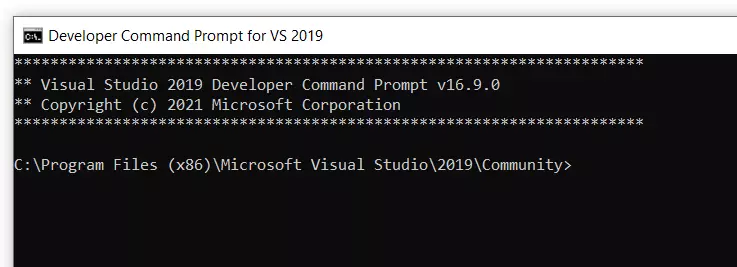 Developer Command Prompt for VS 2019
**********************************************************************
** Visual Studio 2019 Developer Command Prompt v16.9.0
** Copyright (c) 2021 Microsoft Corporation
**********************************************************************
C:\Program Files (x86)\Microsoft Visual Studio\2019\Community>